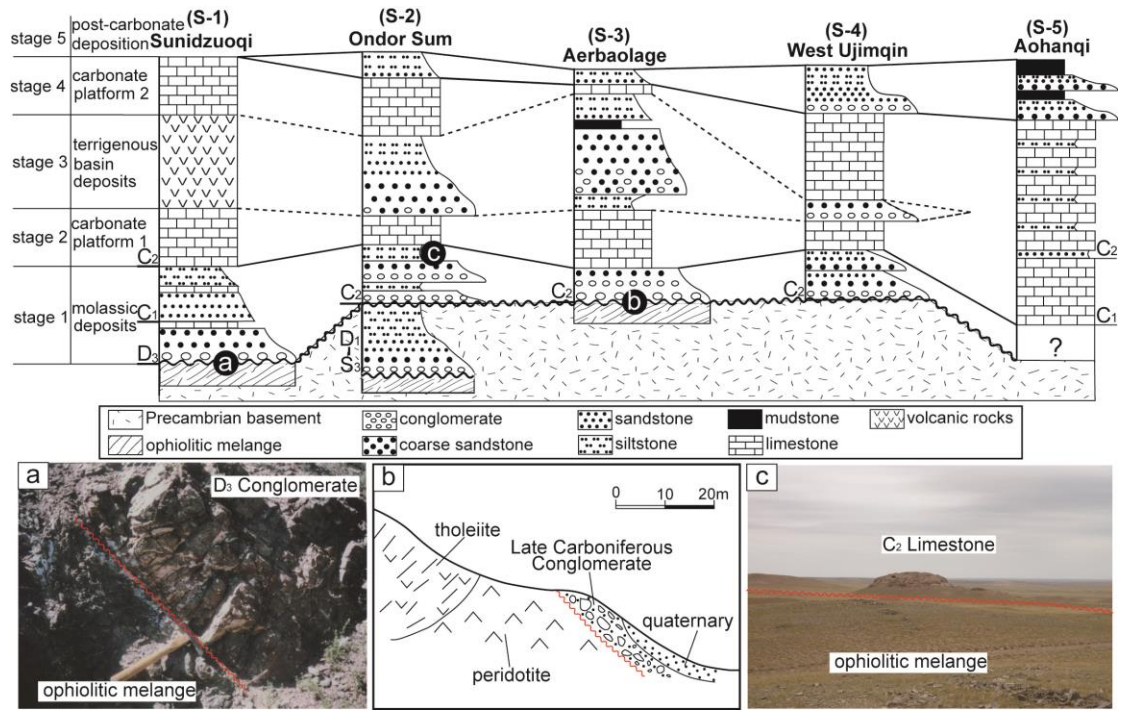 (S-1)
Sunidzuoqi
(S-2)
Ondor Sum
(S-3)
Aerbaolage
(S-4)
West Ujimqin
(S-5)
Aohanqi
stage 5
post-carbonate
deposition
stage 4
carbonate
platform 2
stage 3
terrigenous
basin
deposits
stage 2
carbonate
platform 1
stage 1
molassic
deposits
C2
C1
D3
a
C2
D1
S3
c
C2
b
C2
C2
C1
?
Precambrian basement
conglomerate
sandstone
mudstone
volcanic rocks
ophiolitic melange
coarse sandstone
siltstone
limestone
a
D3 Conglomerate
ophiolitic melange
b
0 10 20m
tholeiite
Late Carboniferous
Conglomerate
quaternary
peridotite
c
C2 Limestone
ophiolitic melange